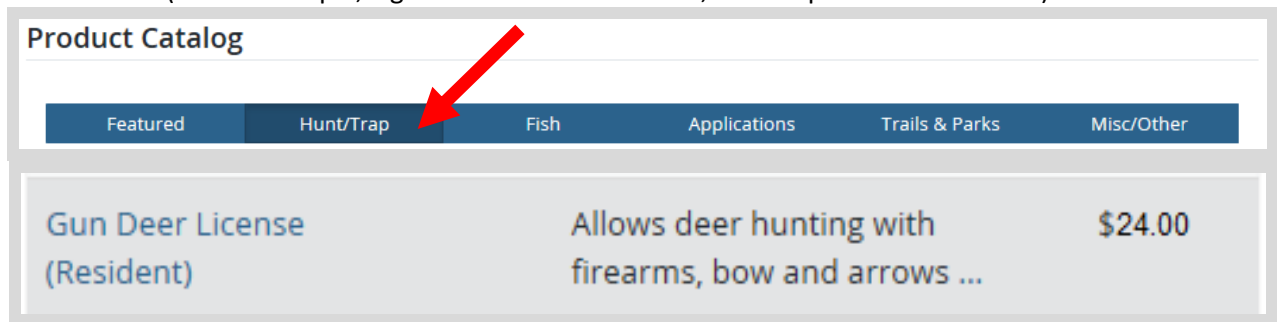 Product Catalog
Featured Hunt/Trap Fish Applications Trails & Parks Misc/Other
Gun Deer License Allows deer hunting with $24.00
(Resident) firearms, bow and arrows ...